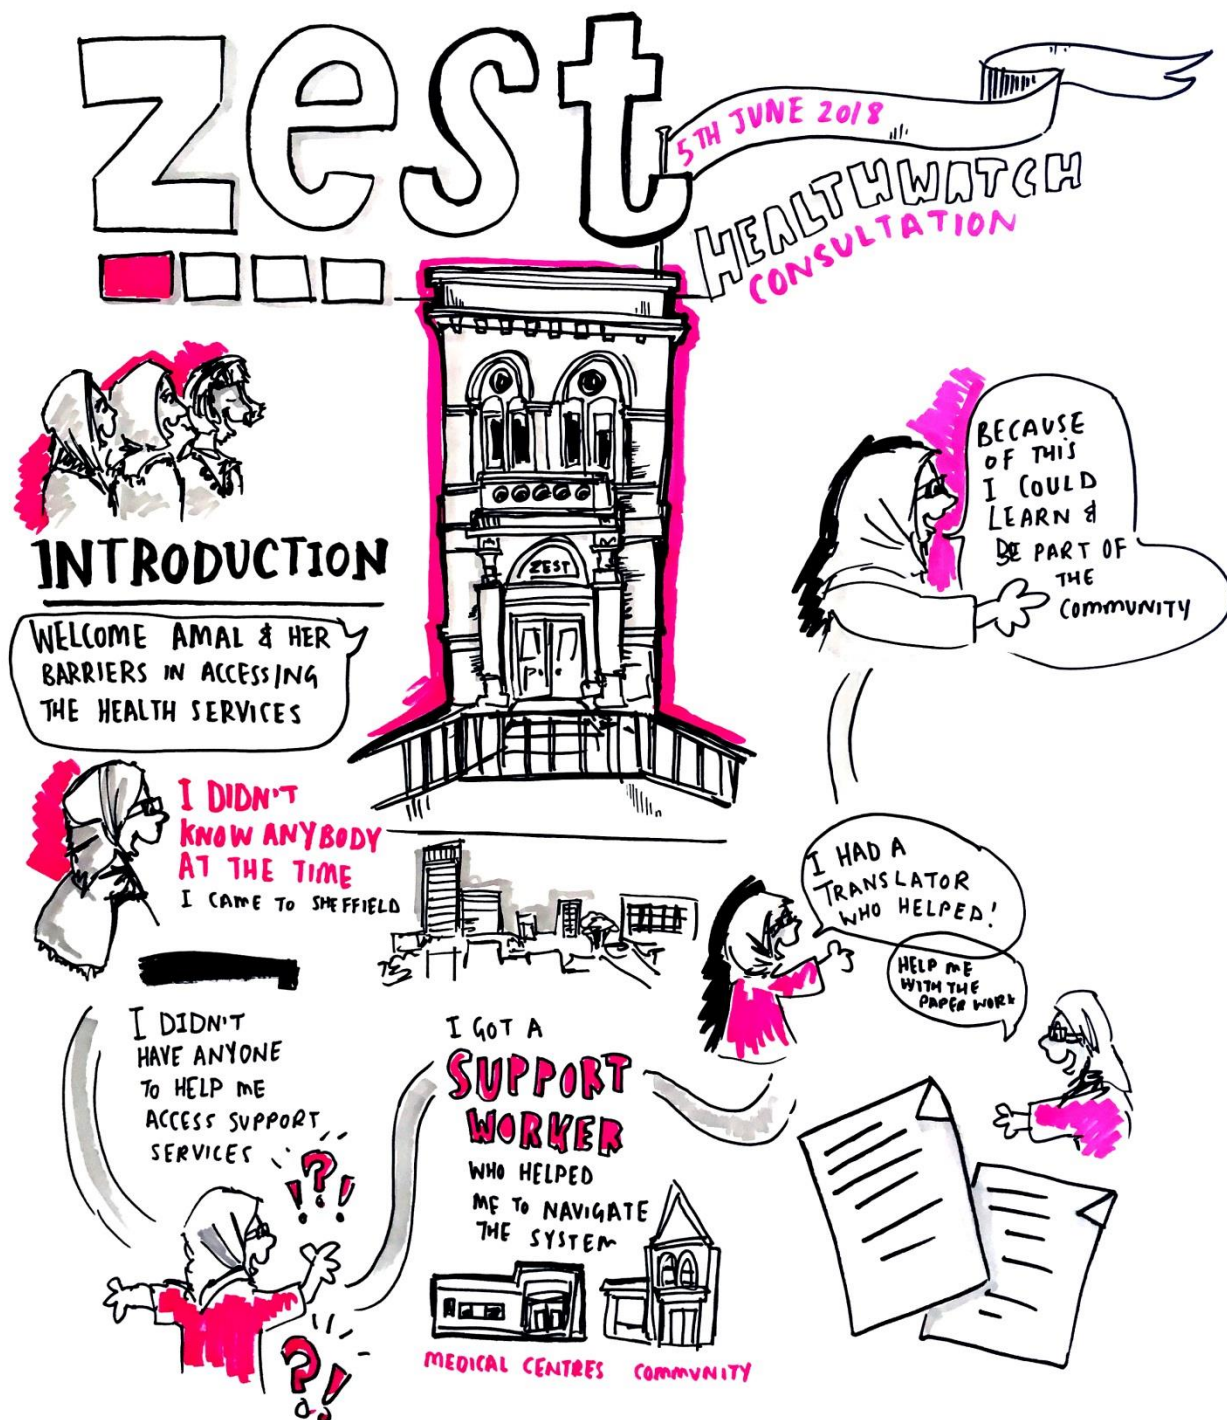 zest
5TH JUNE 2018
HEALTHWATCH
CONSULTATION
ZEST
INTRODUCTION
WELCOME AMAL & HER
BARRIERS IN ACCESSING
THE HEALTH SERVICES
I DIDN'T
KNOW ANYBODY
AT THE TIME
I CAME TO SHEFFIELD
I DIDN'T
HAVE ANYONE
TO HELP ME
ACCESS SUPPORT
SERVICES
!?!
?!
I GOT A
SUPPORT
WORKER
WHO HELPED
ME TO NAVIGATE
THE SYSTEM
MEDICAL CENTRES
COMMUNITY
I HAD A
TRANSLATOR
WHO HELPED!
HELP ME
WITH THE
PAPER WORK
BECAUSE
OF THIS
I COULD
LEARN &
BE PART OF
THE
COMMUNITY